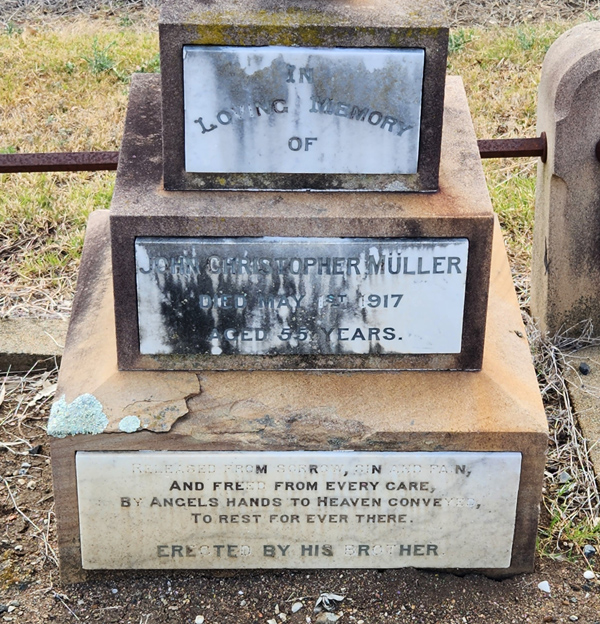 IN
LOVING MEMORY
OF
JOHN CHRISTOPHER MÜLLER
DIED MAY 1ST 1917
AGED 55 YEARS.
RELEASED FROM SORROW, SIN AND PAIN,
AND FREED FROM EVERY CARE,
BY ANGELS HANDS TO HEAVEN CONVEYED,
TO REST FOR EVER THERE.
ERECTED BY HIS BROTHER